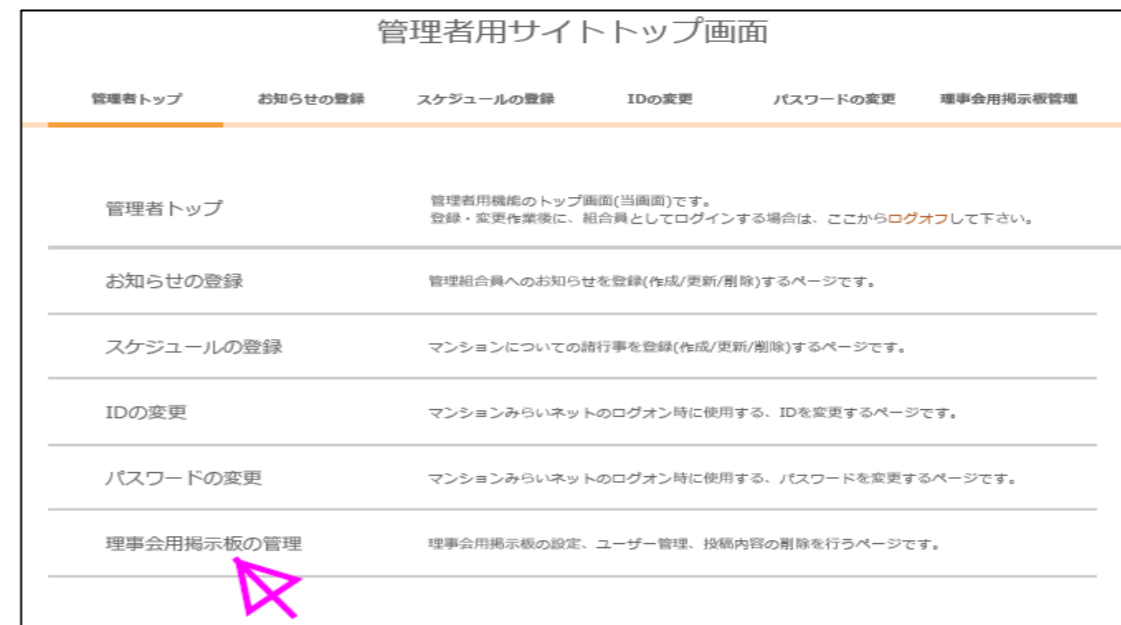 管理者用サイトトップ画面
管理者トップ お知らせの登録 スケジュールの登録 IDの変更 パスワードの変更 理事会用掲示板管理
管理者トップ
管理者用機能のトップ画面(当画面)です。
登録・変更作業後に、組合員としてログインする場合は、ここからログオフして下さい。
お知らせの登録
管理組合員へのお知らせを登録(作成/更新/削除)するページです。
スケジュールの登録
マンションについての諸行事を登録(作成/更新/削除)するページです。
IDの変更
マンションみらいネットのログオン時に使用する、IDを変更するページです。
パスワードの変更
マンションみらいネットのログオン時に使用する、パスワードを変更するページです。
理事会用掲示板の管理
理事会用掲示板の設定、ユーザー管理、投稿内容の削除を行うページです。